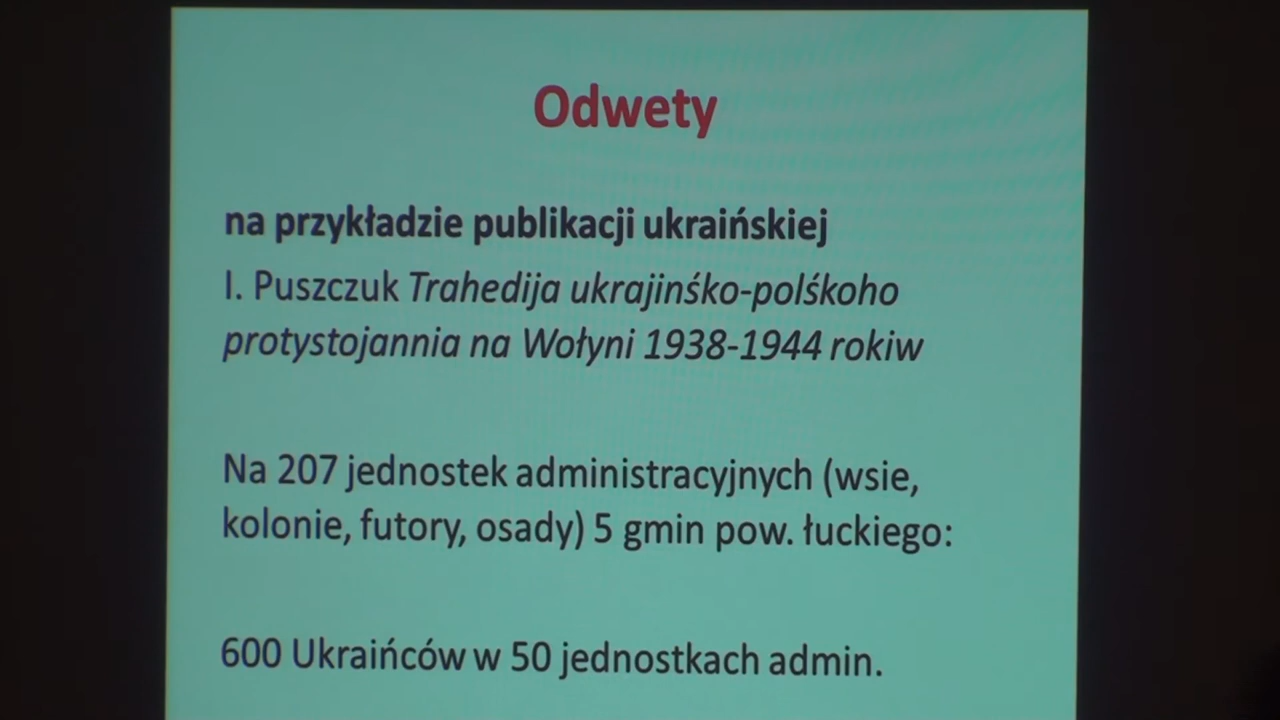 Odwety
na przykładzie publikacji ukraińskiej
I. Puszczuk Trahedija ukrajinśko-polśkoho
protystojannia na Wołyni 1938-1944 rokiw
Na 207 jednostek administracyjnych (wsie,
kolonie, futory, osady) 5 gmin pow. łuckiego:
600 Ukraińców w 50 jednostkach admin.